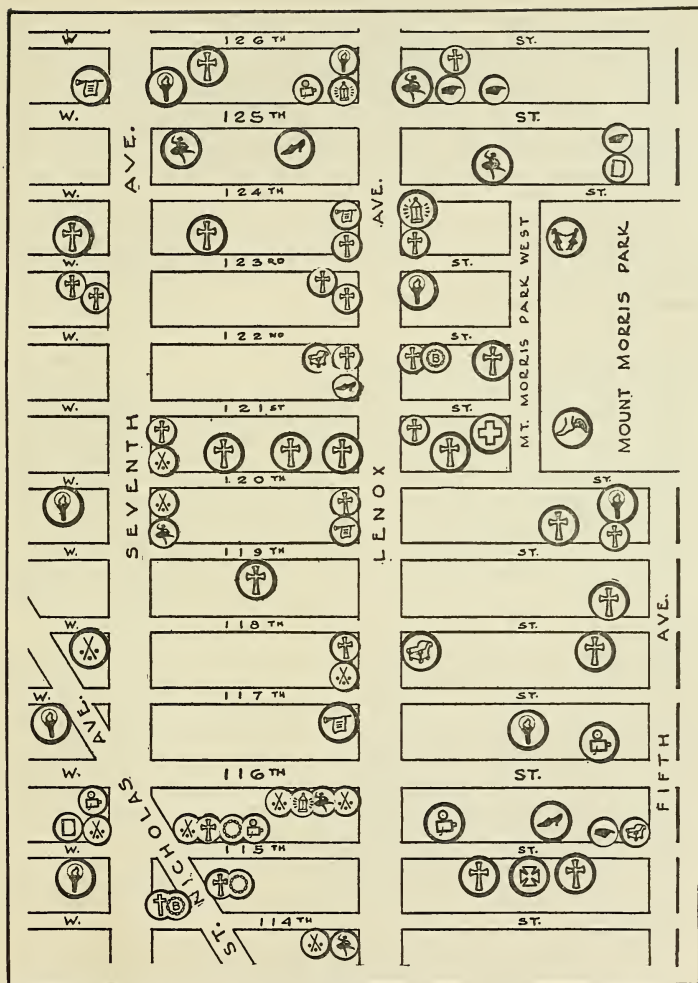 W 126TH ST.
W. 125TH ST.
W. 124TH ST.
W. 123RD ST.
W. 122ND ST.
W. 121ST ST.
W. 120TH ST.
W. 119TH ST.
W. 118TH ST.
W. 117TH ST.
W. 116TH ST.
W. 115TH ST.
W. 114TH ST.
SEVENTH AVE.
LENOX AVE.
MT. MORRIS PARK WEST
MOUNT MORRIS PARK
FIFTH AVE.
ST. NICHOLAS AVE.
B
B